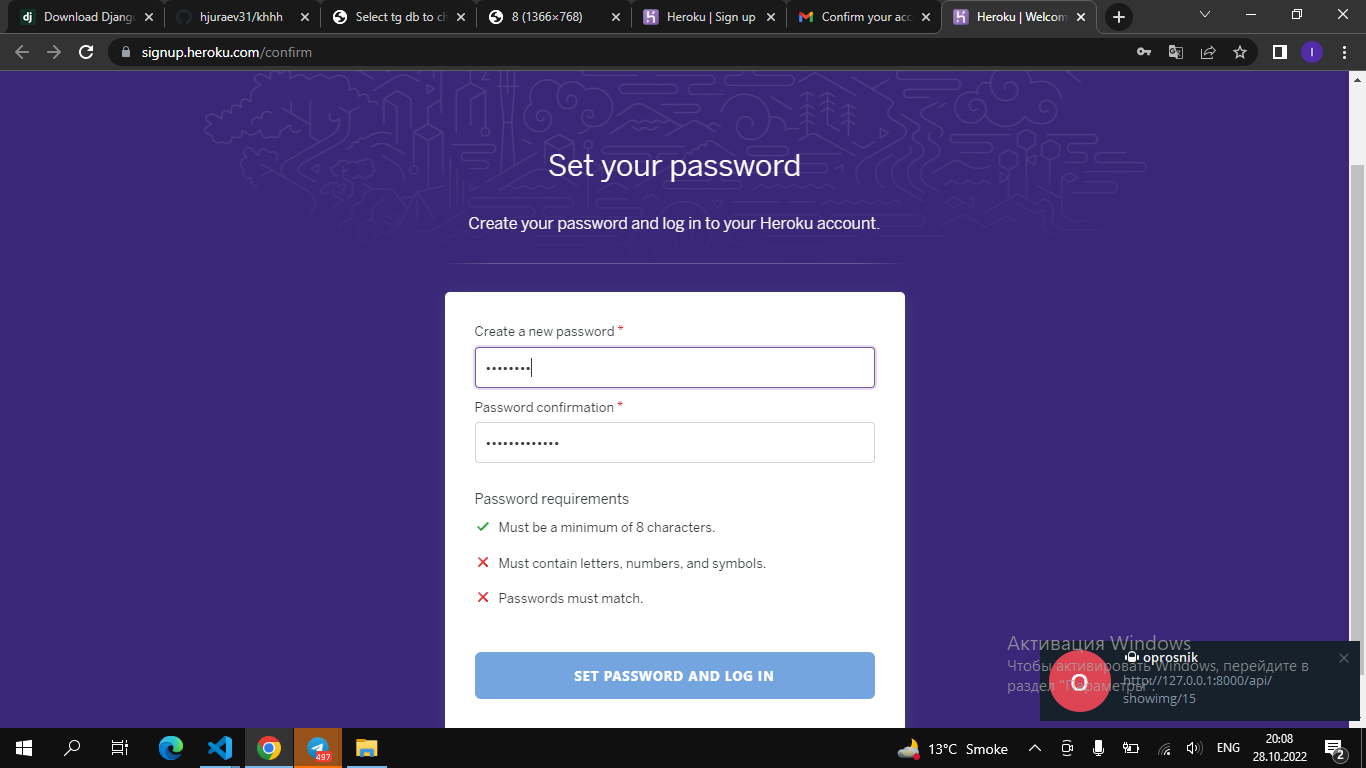 Download Djang
hjuraev31/khhh
Select tg db to ch
8 (1366×768)
Heroku | Sign up
Confirm your acc
Heroku | Welcom
signup.heroku.com/confirm
I
Set your password
Create your password and log in to your Heroku account.
Create a new password *
••••••••
Password confirmation *
•••••••••••••
Password requirements
Must be a minimum of 8 characters.
Must contain letters, numbers, and symbols.
Passwords must match.
SET PASSWORD AND LOG IN
Активация Windows
Чтобы активировать Windows, перейдите в
раздел "Параметры".
O
oprosnik
http://127.0.0.1:8000/api/
showimg/15
497
13°C Smoke
ENG
20:08
28.10.2022
2